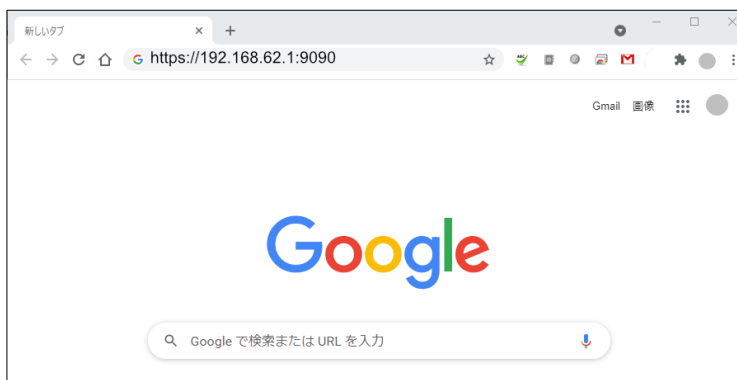 新しいタブ
https://192.168.62.1:9090
Gmail 画像
Google
Google で検索または URL を入力